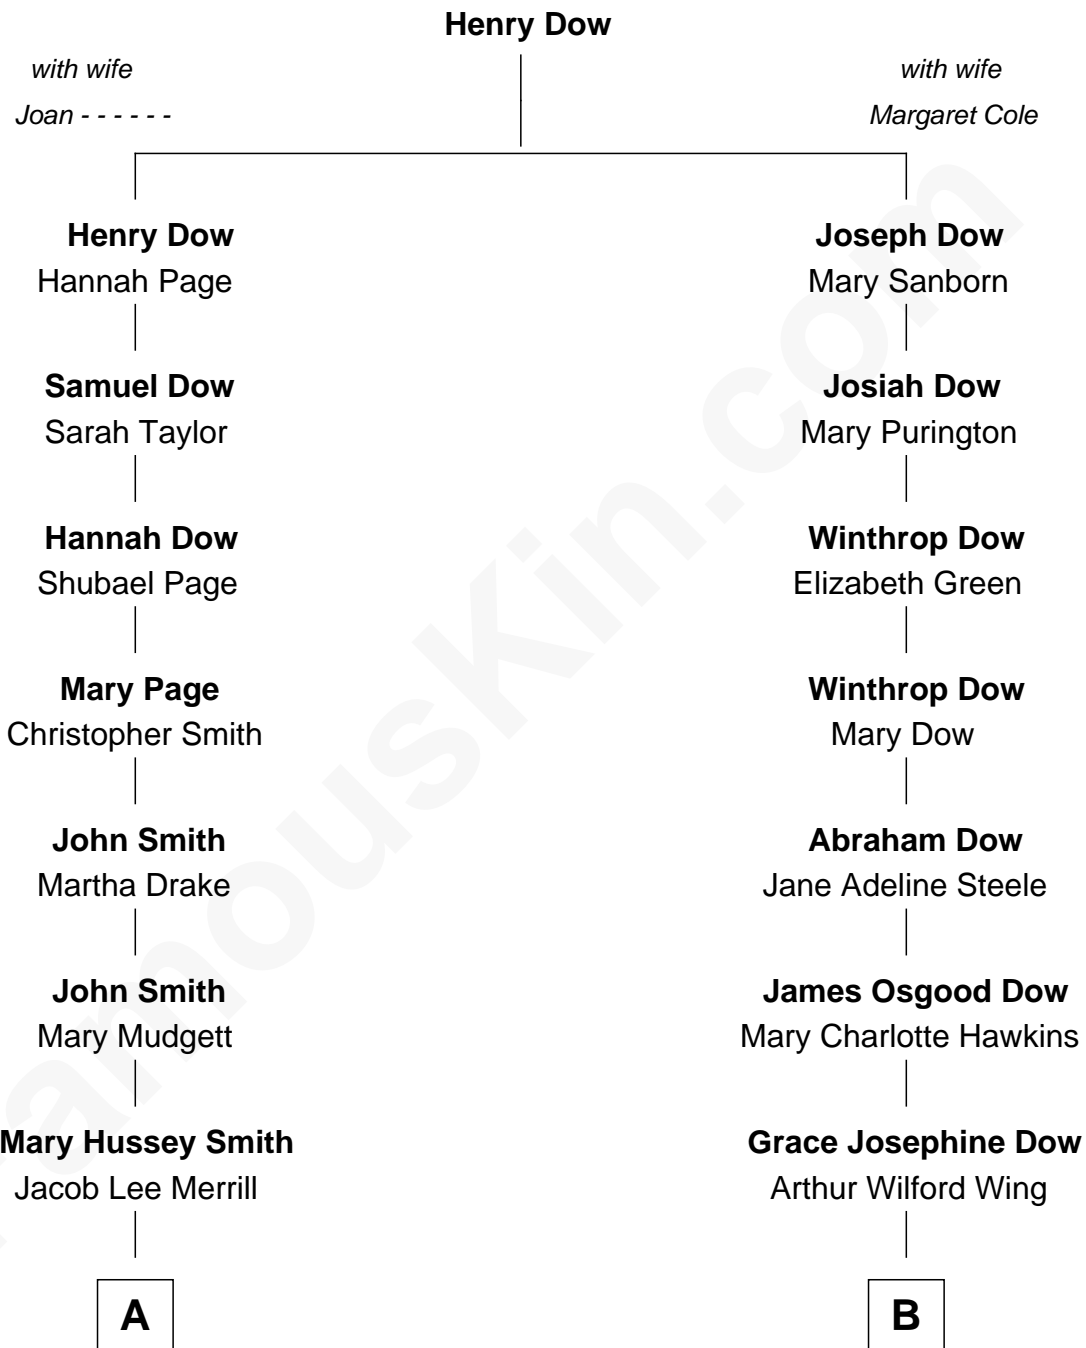 Henry Dow
with wife
Joan - - - - - -
with wife
Margaret Cole
Henry Dow
Hannah Page
Joseph Dow
Mary Sanborn
Samuel Dow
Sarah Taylor
Josiah Dow
Mary Purington
Hannah Dow
Shubael Page
Winthrop Dow
Elizabeth Green
Mary Page
Christopher Smith
Winthrop Dow
Mary Dow
John Smith
Martha Drake
Abraham Dow
Jane Adeline Steele
John Smith
Mary Mudgett
James Osgood Dow
Mary Charlotte Hawkins
Mary Hussey Smith
Jacob Lee Merrill
Grace Josephine Dow
Arthur Wilford Wing
A
B
FamousKin.com